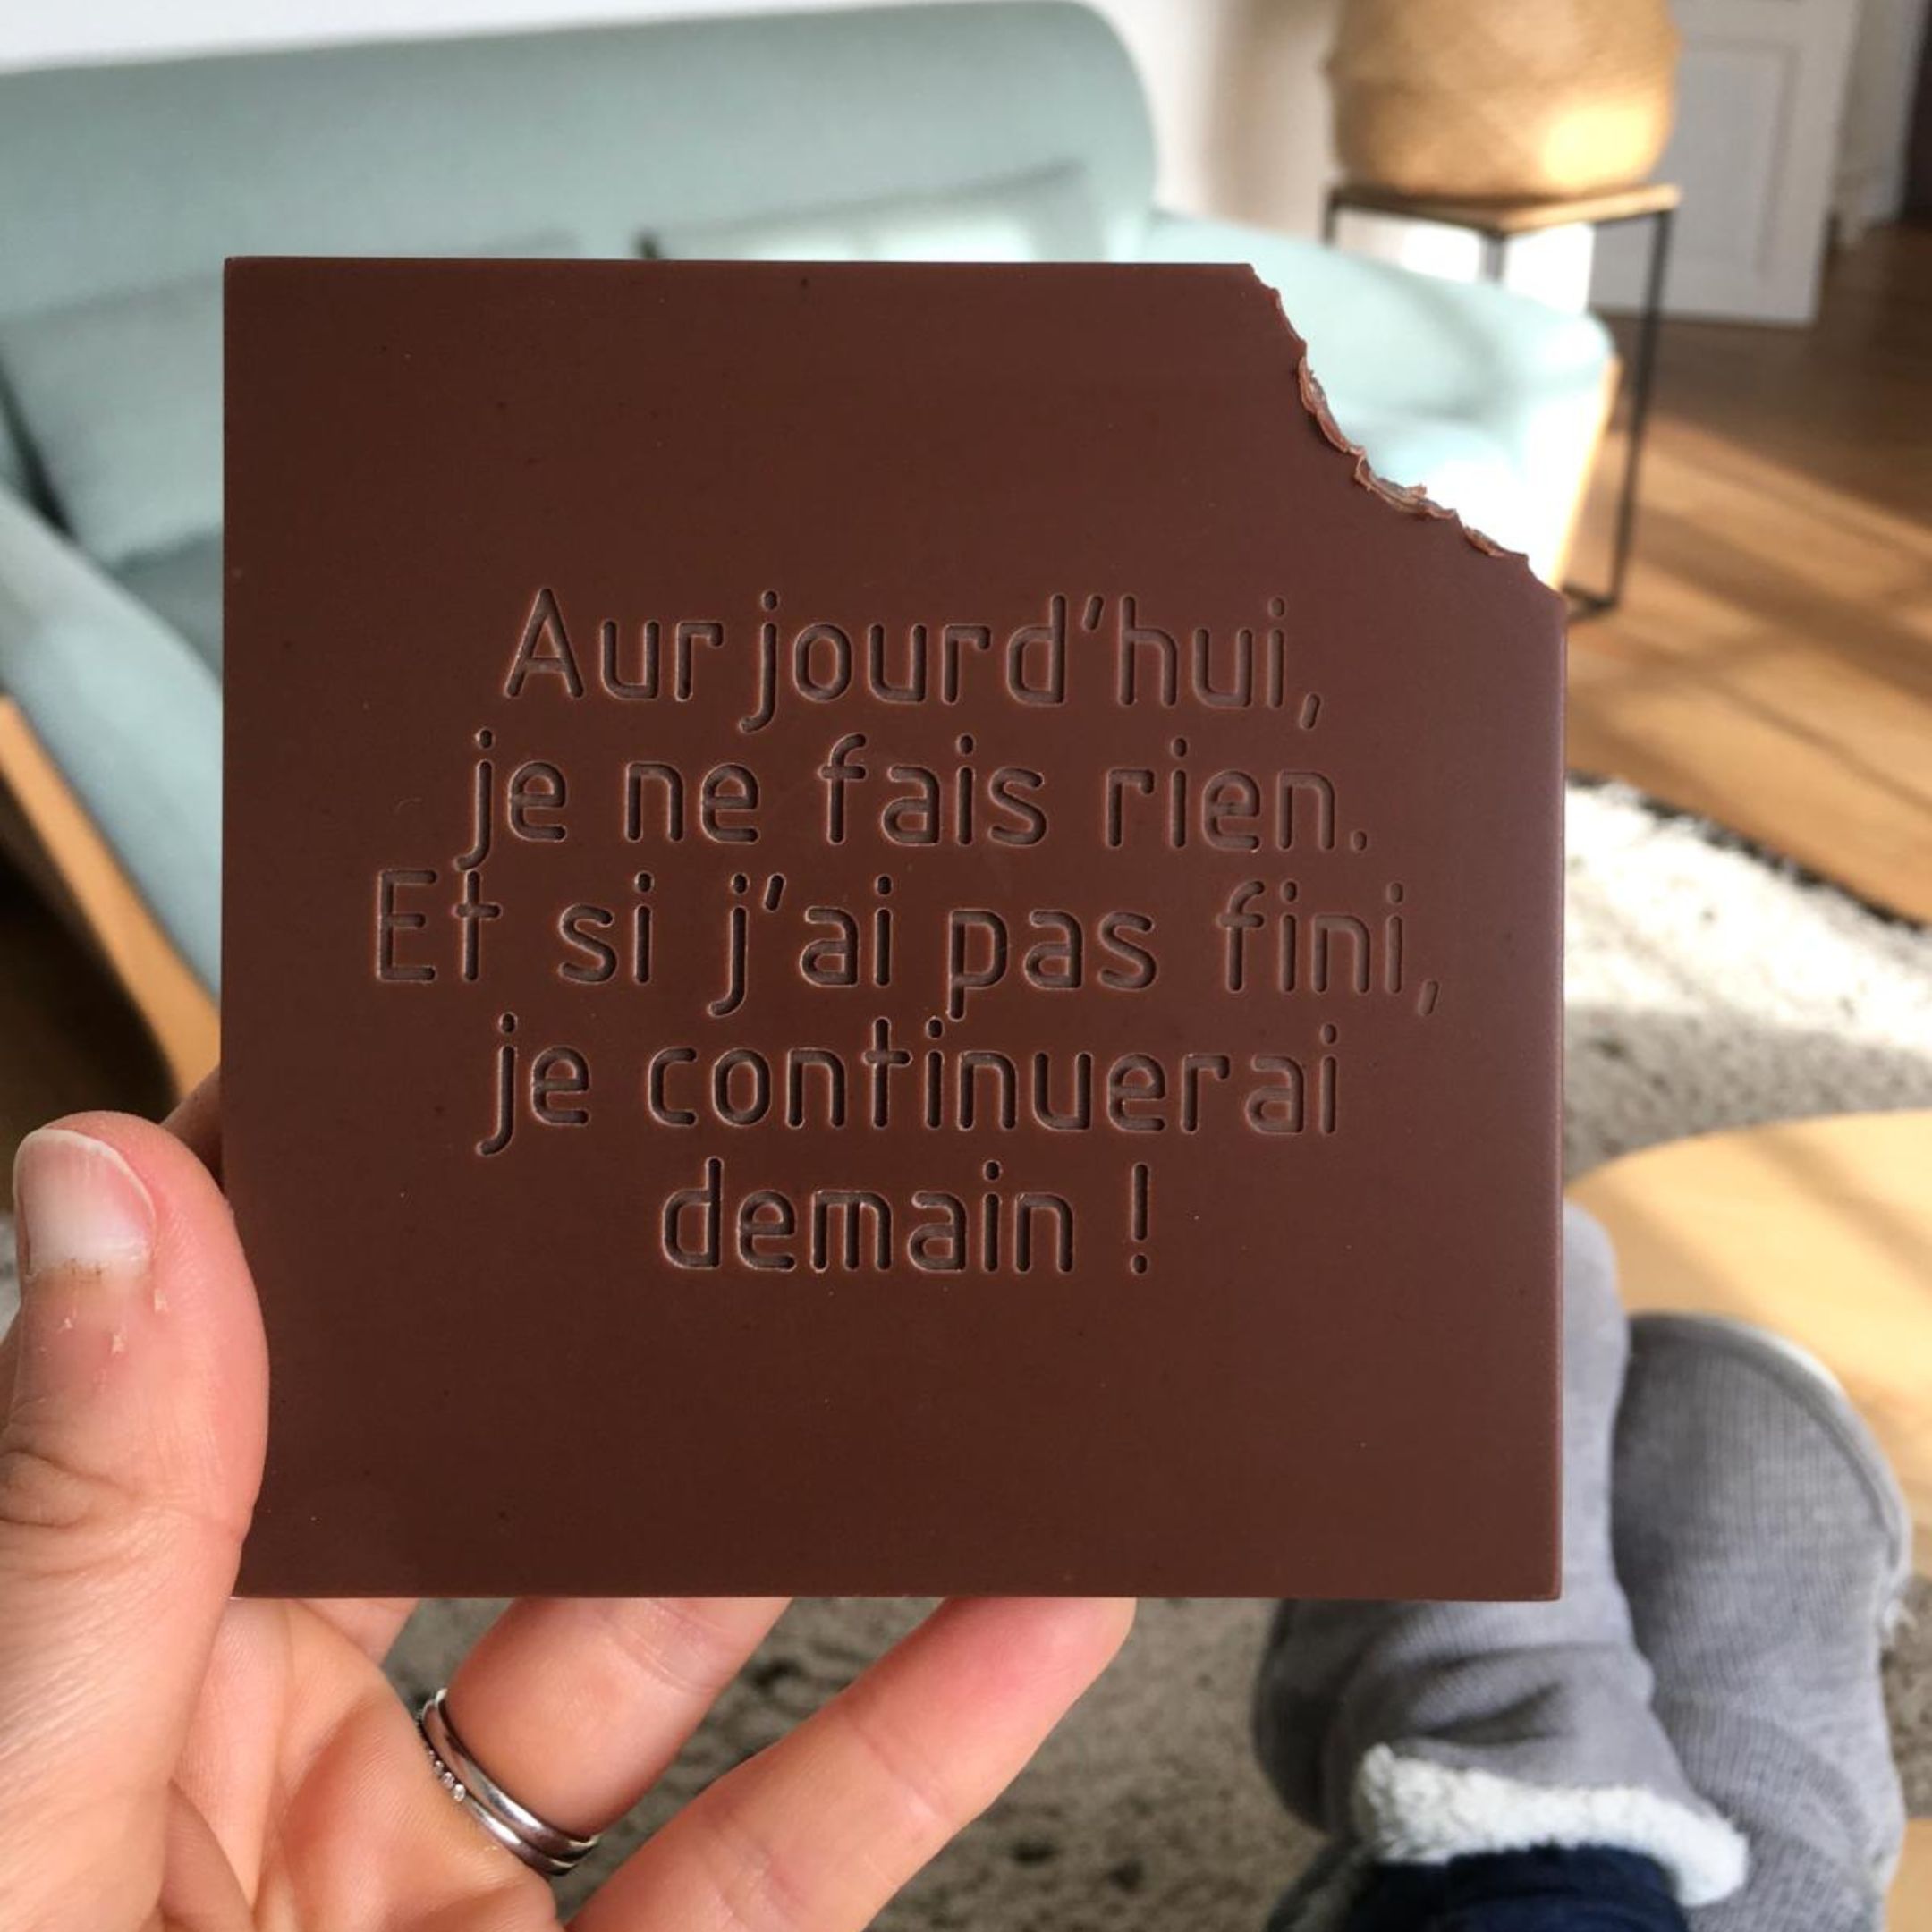 Aurjourd'hui,
je ne fais rien.
Et si j'ai pas fini,
je continuerai
demain !